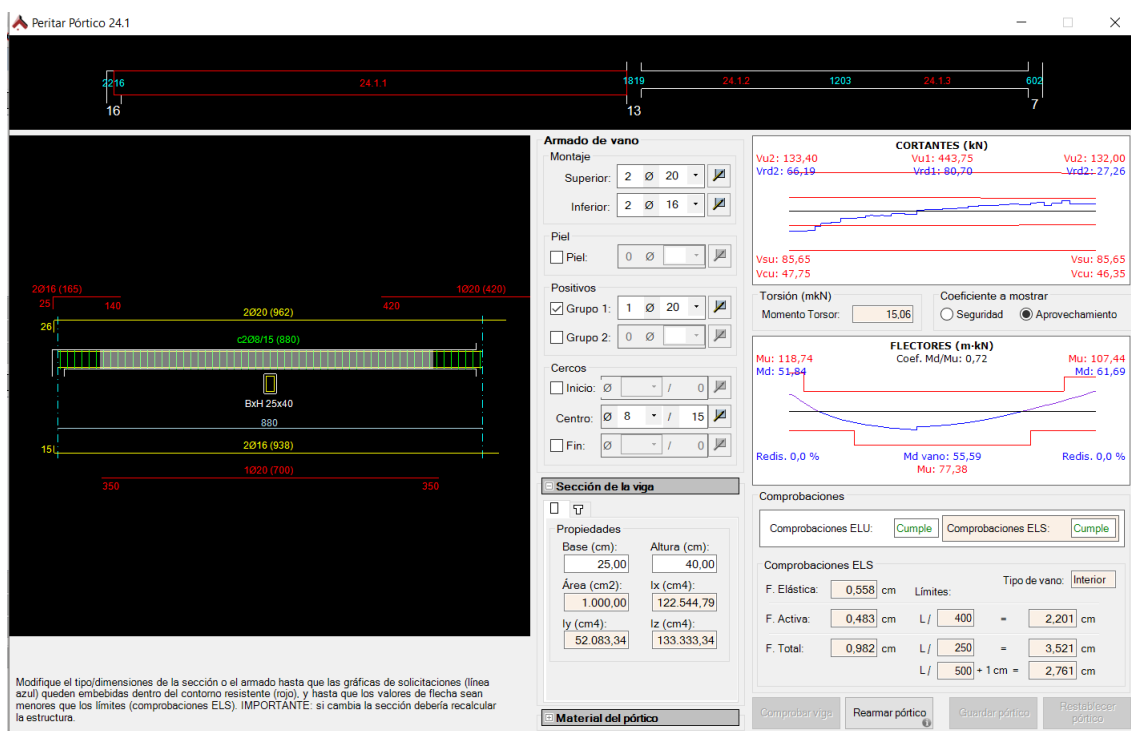 Peritar Pórtico 24.1
2216 24.1.1 1819 24.1.2 1203 24.1.3 602
16 13 7
2Ø16 (165) 1Ø20 (420)
25 140 420
2Ø20 (962)
26
c2Ø8/15 (880)
BxH 25x40
880
15 2Ø16 (938)
1Ø20 (700)
350 350
Modifique el tipo/dimensiones de la sección o el armado hasta que las gráficas de solicitaciones (línea
azul) queden embebidas dentro del contorno resistente (rojo), y hasta que los valores de flecha sean
menores que los límites (comprobaciones ELS). IMPORTANTE: si cambia la sección debería recalcular
la estructura.
Armado de vano
Montaje
Superior: 2 Ø 20
Inferior: 2 Ø 16
Piel
Piel: 0 Ø
Positivos
Grupo 1: 1 Ø 20
Grupo 2: 0 Ø
Cercos
Inicio: Ø / 0
Centro: Ø 8 / 15
Fin: Ø / 0
Sección de la viga
Propiedades
Base (cm): Altura (cm):
25,00 40,00
Área (cm2): Ix (cm4):
1.000,00 122.544,79
Iy (cm4): Iz (cm4):
52.083,34 133.333,34
Material del pórtico
CORTANTES (kN)
Vu2: 133,40 Vu1: 443,75 Vu2: 132,00
Vrd2: 66,19 Vrd1: 80,70 Vrd2: 27,26
Vsu: 85,65 Vsu: 85,65
Vcu: 47,75 Vcu: 46,35
Torsión (mkN) Coeficiente a mostrar
Momento Torsor: 15,06 Seguridad Aprovechamiento
FLECTORES (m·kN)
Mu: 118,74 Coef. Md/Mu: 0,72 Mu: 107,44
Md: 51,84 Md: 61,69
Redis. 0,0 % Md vano: 55,59 Redis. 0,0 %
Mu: 77,38
Comprobaciones
Comprobaciones ELU: Cumple Comprobaciones ELS: Cumple
Comprobaciones ELS
Tipo de vano: Interior
F. Elástica: 0,558 cm Límites:
F. Activa: 0,483 cm L / 400 = 2,201 cm
F. Total: 0,982 cm L / 250 = 3,521 cm
L / 500 + 1 cm = 2,761 cm
Comprobar viga Rearmar pórtico Guardar pórtico Restablecer
pórtico